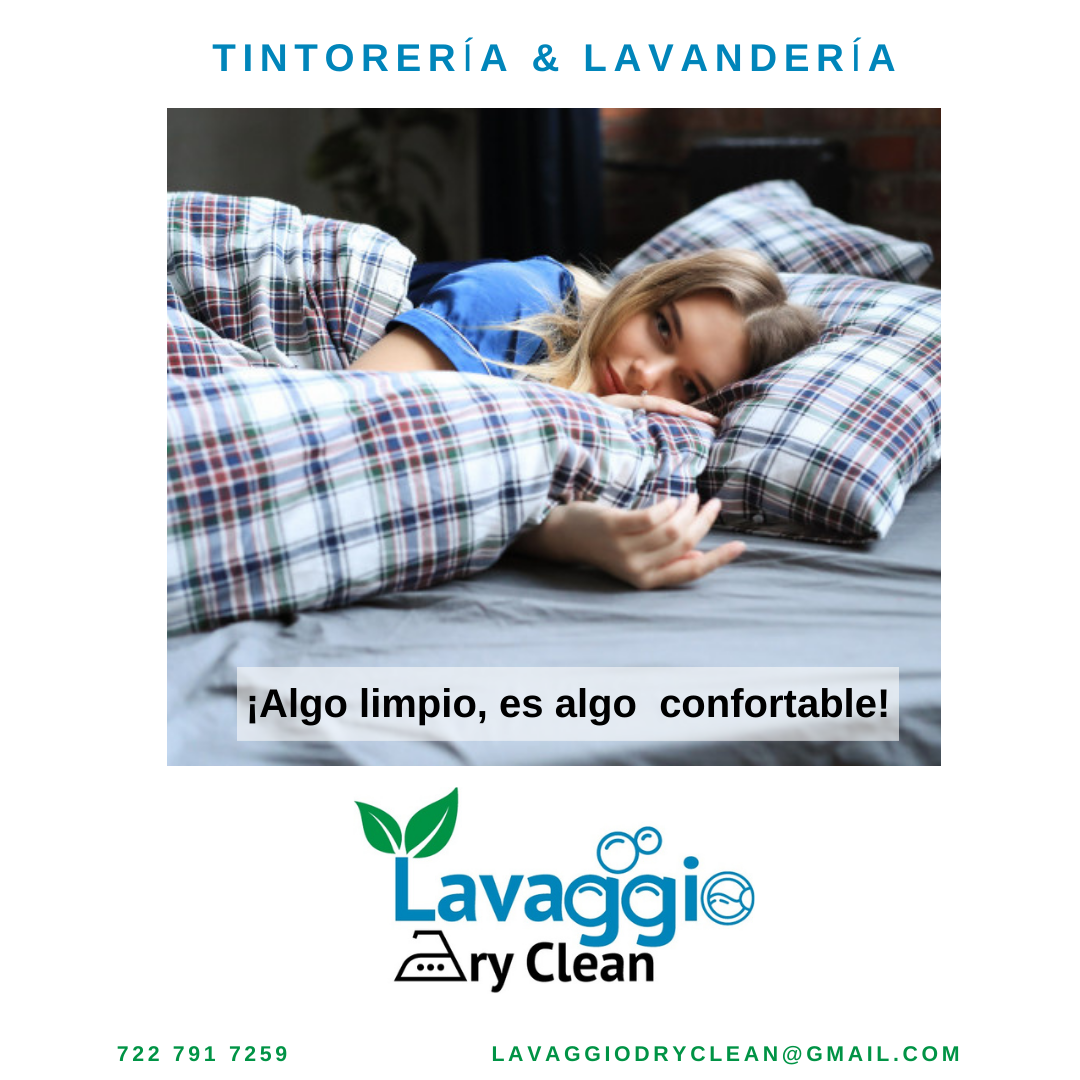 TINTORERÍA & LAVANDERÍA
¡Algo limpio, es algo  confortable!
Lavaggio
Dry Clean
722 791 7259
LAVAGGIODRYCLEAN@GMAIL.COM